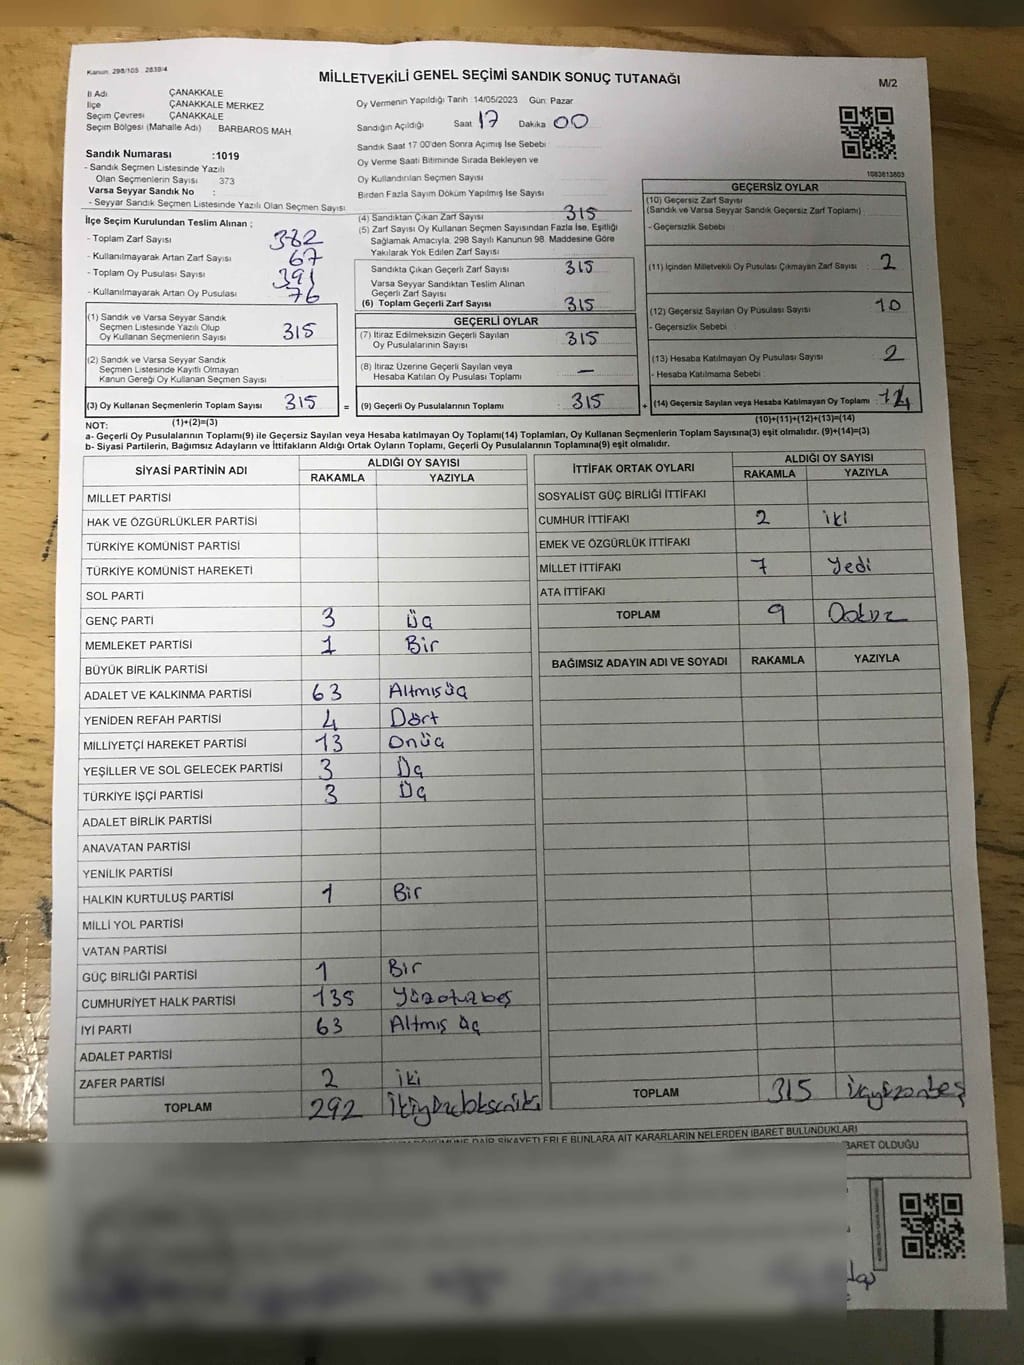 Kanun 298/105 2839/4
MİLLETVEKİLİ GENEL SEÇİMİ SANDIK SONUÇ TUTANAĞI
M/2
İl Adı ÇANAKKALE
İlçe ÇANAKKALE MERKEZ
Seçim Çevresi ÇANAKKALE
Seçim Bölgesi (Mahalle Adı) BARBAROS MAH
Oy Vermenin Yapıldığı Tarih :14/05/2023 Gün: Pazar
Sandığın Açıldığı Saat 17 Dakika 00
Sandık Saat 17 00'den Sonra Açımış İse Sebebi
Oy Verme Saati Bitiminde Sırada Bekleyen ve
Oy Kullandırılan Seçmen Sayısı
Birden Fazla Sayım Döküm Yapılmış İse Sayısı
1083613603
Sandık Numarası :1019
- Sandık Seçmen Listesinde Yazılı
Olan Seçmenlerin Sayısı 373
Varsa Seyyar Sandık No :
- Seyyar Sandık Seçmen Listesinde Yazılı Olan Seçmen Sayısı
İlçe Seçim Kurulundan Teslim Alınan ;
- Toplam Zarf Sayısı 382
- Kullanılmayarak Artan Zarf Sayısı 67
- Toplam Oy Pusulası Sayısı 391
- Kullanılmayarak Artan Oy Pusulası 76
(1) Sandık ve Varsa Seyyar Sandık
Seçmen Listesinde Yazılı Olup
Oy Kullanan Seçmenlerin Sayısı 315
(2) Sandık ve Varsa Seyyar Sandık
Seçmen Listesinde Kayıtlı Olmayan
Kanun Gereği Oy Kullanan Seçmen Sayısı
(3) Oy Kullanan Seçmenlerin Toplam Sayısı 315 =
(1)+(2)=(3)
(4) Sandıktan Çıkan Zarf Sayısı 315
(5) Zarf Sayısı Oy Kullanan Seçmen Sayısından Fazla İse, Eşitliği
Sağlamak Amacıyla, 298 Sayılı Kanunun 98. Maddesine Göre
Yakılarak Yok Edilen Zarf Sayısı
Sandıkta Çıkan Geçerli Zarf Sayısı 315
Varsa Seyyar Sandıktan Teslim Alınan
Geçerli Zarf Sayısı
(6) Toplam Geçerli Zarf Sayısı 315
GEÇERLİ OYLAR
(7) İtiraz Edilmeksizin Geçerli Sayılan
Oy Pusulalarının Sayısı 315
(8) İtiraz Üzerine Geçerli Sayılan veya
Hesaba Katılan Oy Pusulası Toplamı —
(9) Geçerli Oy Pusulalarının Toplamı 315 +
GEÇERSİZ OYLAR
(10) Geçersiz Zarf Sayısı
(Sandık ve Varsa Seyyar Sandık Geçersiz Zarf Toplamı)
- Geçersizlik Sebebi
(11) İçinden Milletvekili Oy Pusulası Çıkmayan Zarf Sayısı : 2
(12) Geçersiz Sayılan Oy Pusulası Sayısı 10
- Geçersizlik Sebebi
(13) Hesaba Katılmayan Oy Pusulası Sayısı 2
- Hesaba Katılmama Sebebi
(14) Geçersiz Sayılan veya Hesaba Katılmayan Oy Toplamı :
(10)+(11)+(12)+(13)=(14)
NOT:
a- Geçerli Oy Pusulalarının Toplamı(9) ile Geçersiz Sayılan veya Hesaba katılmayan Oy Toplamı(14) Toplamları, Oy Kullanan Seçmenlerin Toplam Sayısına(3) eşit olmalıdır. (9)+(14)=(3)
b- Siyasi Partilerin, Bağımsız Adayların ve İttifakların Aldığı Ortak Oyların Toplamı, Geçerli Oy Pusulalarının Toplamına(9) eşit olmalıdır.
SİYASİ PARTİNİN ADI ALDIĞI OY SAYISI
RAKAMLA YAZIYLA
MİLLET PARTİSİ
HAK VE ÖZGÜRLÜKLER PARTİSİ
TÜRKİYE KOMÜNİST PARTİSİ
TÜRKİYE KOMÜNİST HAREKETİ
SOL PARTİ
GENÇ PARTİ 3 üç
MEMLEKET PARTİSİ 1 Bir
BÜYÜK BİRLİK PARTİSİ
ADALET VE KALKINMA PARTİSİ 63 Altmışüç
YENİDEN REFAH PARTİSİ 4 Dört
MİLLİYETÇİ HAREKET PARTİSİ 13 Onüç
YEŞİLLER VE SOL GELECEK PARTİSİ 3 Üç
TÜRKİYE İŞÇİ PARTİSİ 3 Üç
ADALET BİRLİK PARTİSİ
ANAVATAN PARTİSİ
YENİLİK PARTİSİ
HALKIN KURTULUŞ PARTİSİ 1 Bir
MİLLİ YOL PARTİSİ
VATAN PARTİSİ
GÜÇ BİRLİĞİ PARTİSİ 1 Bir
CUMHURİYET HALK PARTİSİ 135 Yüzotuzbeş
İYİ PARTİ 63 Altmış üç
ADALET PARTİSİ
ZAFER PARTİSİ 2 iki
TOPLAM 292
İTTİFAK ORTAK OYLARI ALDIĞI OY SAYISI
RAKAMLA YAZIYLA
SOSYALİST GÜÇ BİRLİĞİ İTTİFAKI
CUMHUR İTTİFAKI 2 iki
EMEK VE ÖZGÜRLÜK İTTİFAKI
MİLLET İTTİFAKI 7 Yedi
ATA İTTİFAKI
TOPLAM 9 Dokuz
BAĞIMSIZ ADAYIN ADI VE SOYADI RAKAMLA YAZIYLA
TOPLAM 315 üçyüzonbeş
DAİR ŞİKAYETLERLE BUNLARA AİT KARARLARIN NELERDEN İBARET BULUNDUKLARI
BARET OLDUĞU